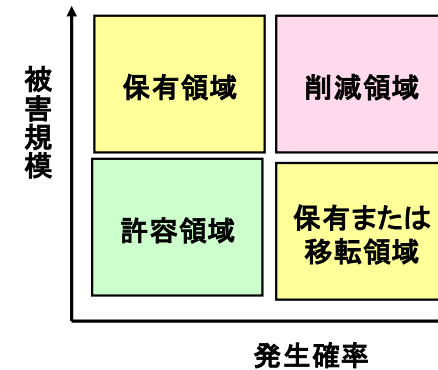 被害規模
保有領域
削減領域
許容領域
保有または
移転領域
発生確率